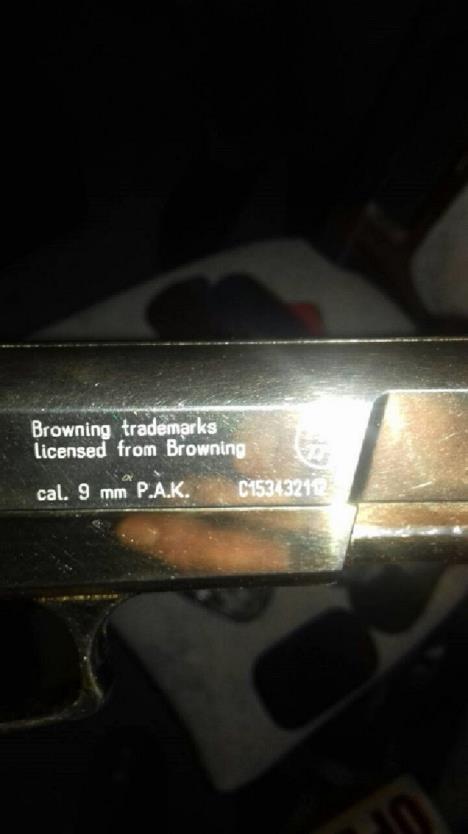 Browning trademarks
licensed from Browning
cal. 9 mm P.A.K. C153432112